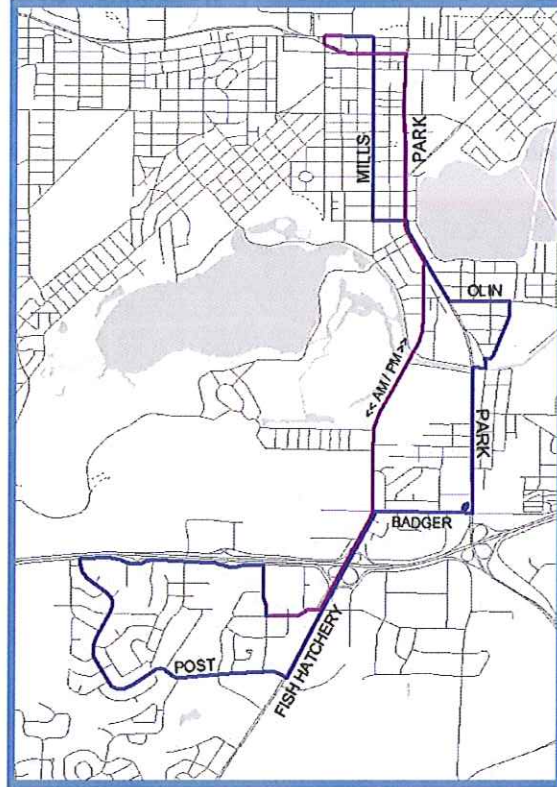 MILLS
PARK
OLIN
<< AM / PM >>
PARK
BADGER
FISH HATCHERY
POST